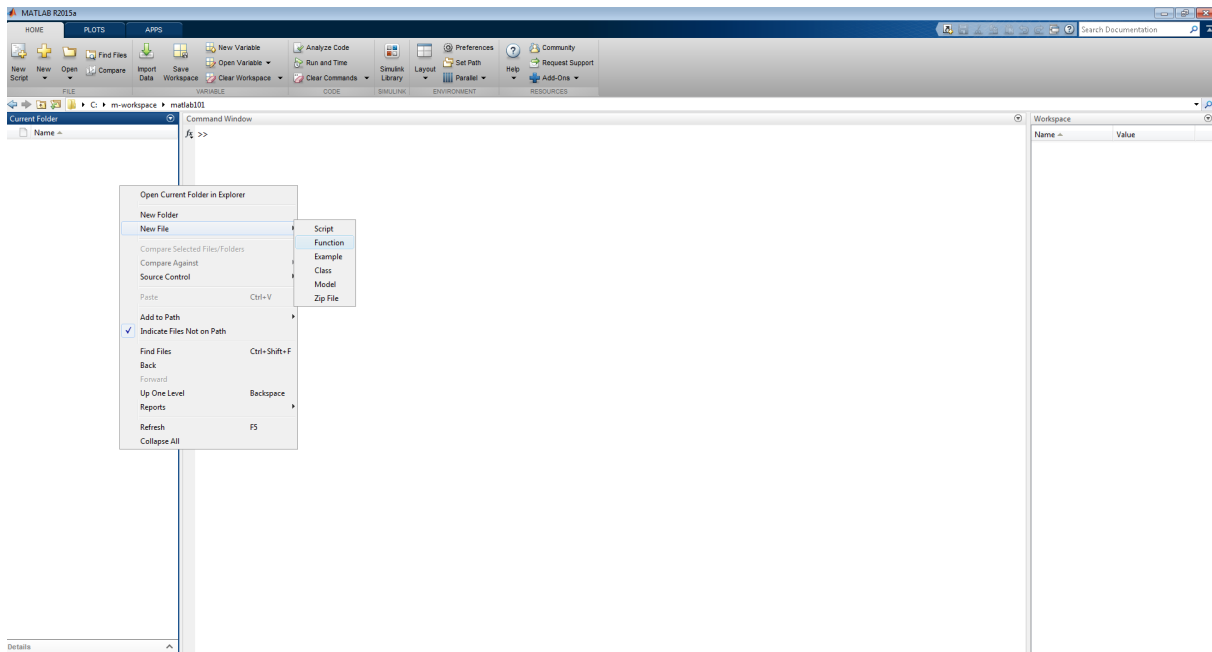 MATLAB R2015a
HOME PLOTS APPS
Search Documentation
New Script
New
Open
Find Files
Compare
Import Data
Save Workspace
New Variable
Open Variable
Clear Workspace
Analyze Code
Run and Time
Clear Commands
Simulink Library
Layout
Preferences
Set Path
Parallel
Help
Community
Request Support
Add-Ons
FILE VARIABLE CODE SIMULINK ENVIRONMENT RESOURCES
C: m-workspace matlab101
Current Folder
Name
Command Window
fx >>
Workspace
Name Value
Open Current Folder in Explorer
New Folder
New File
Compare Selected Files/Folders
Compare Against
Source Control
Paste Ctrl+V
Add to Path
Indicate Files Not on Path
Find Files Ctrl+Shift+F
Back
Forward
Up One Level Backspace
Reports
Refresh F5
Collapse All
Script
Function
Example
Class
Model
Zip File
Details